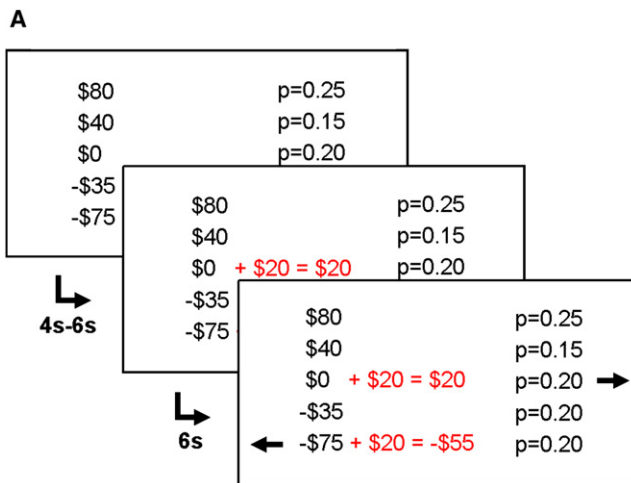 A
$80 p=0.25
$40 p=0.15
$0 p=0.20
-$35
-$75
4s-6s
$80 p=0.25
$40 p=0.15
$0 + $20 = $20 p=0.20
-$35
-$75
6s
$80 p=0.25
$40 p=0.15
$0 + $20 = $20 p=0.20
-$35 p=0.20
-$75 + $20 = -$55 p=0.20